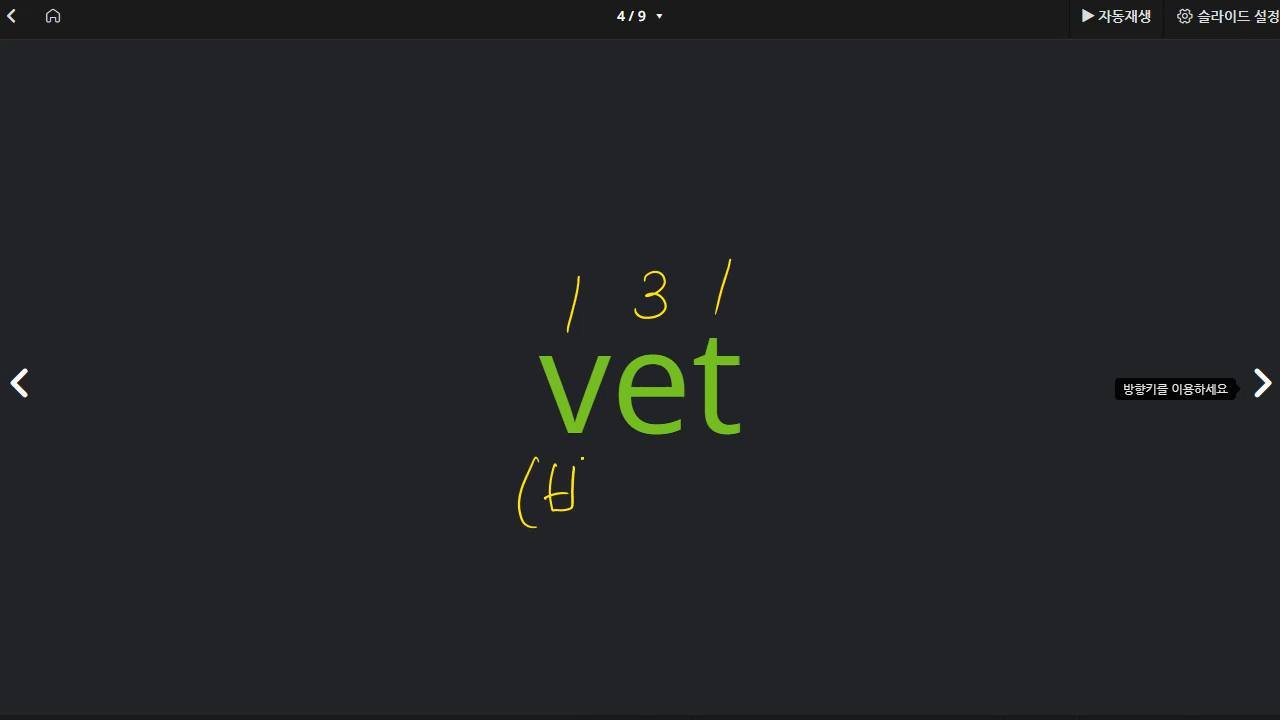 4 / 9
자동재생
슬라이드 설정
1 3 1
vet
방향키를 이용하세요
(ㅂ